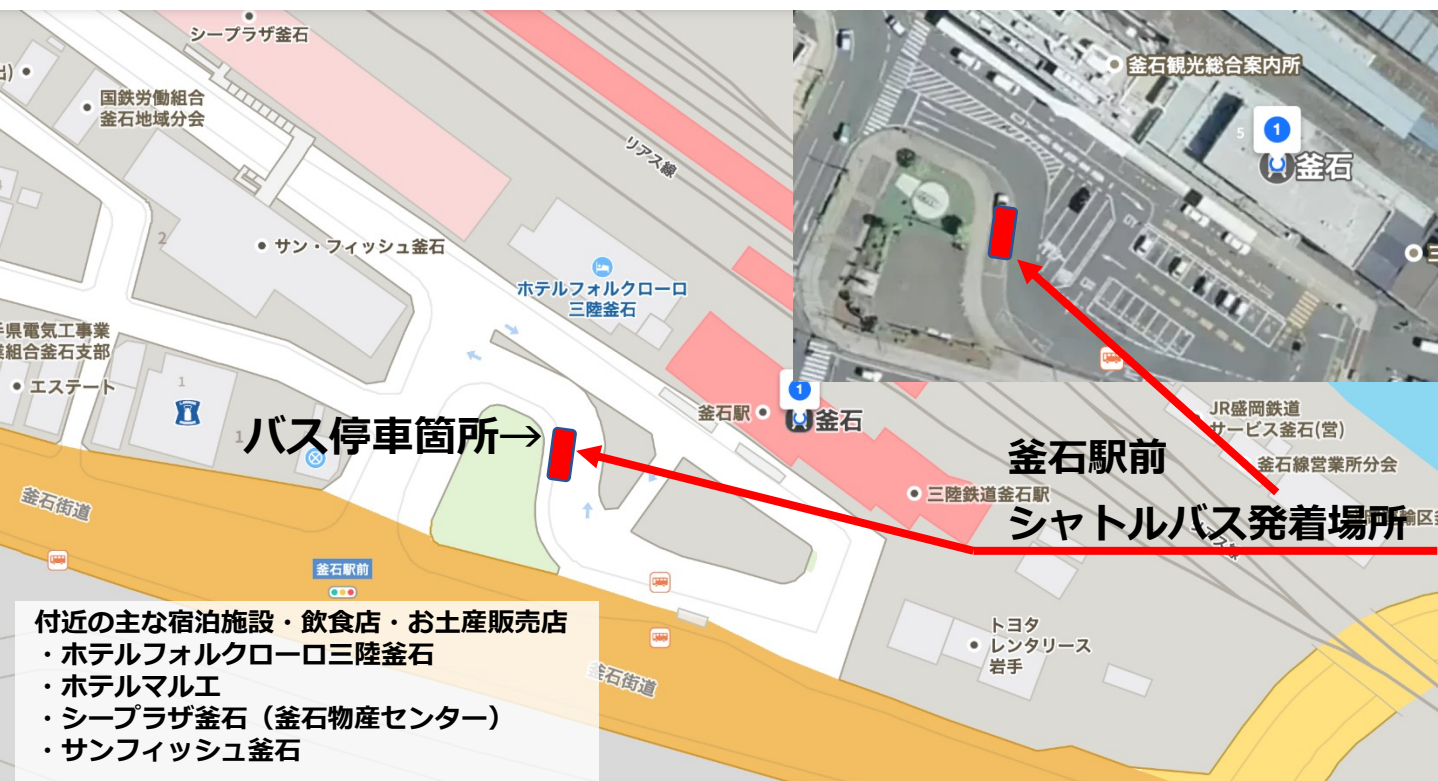 シープラザ釜石
国鉄労働組合
釜石地域分会
リアス線
2
サン・フィッシュ釜石
ホテルフォルクローロ
三陸釜石
県電気工事業
組合釜石支部
エステート
1
1
バス停車箇所→
釜石街道
釜石駅前
釜石駅
1
釜石
三陸鉄道釜石駅
釜石観光総合案内所
5
1
釜石
JR盛岡鉄道
サービス釜石(営)
釜石線営業所分会
釜石駅前
シャトルバス発着場所
トヨタ
レンタリース
岩手
釜石街道
付近の主な宿泊施設・飲食店・お土産販売店
・ホテルフォルクローロ三陸釜石
・ホテルマルエ
・シープラザ釜石（釜石物産センター）
・サンフィッシュ釜石